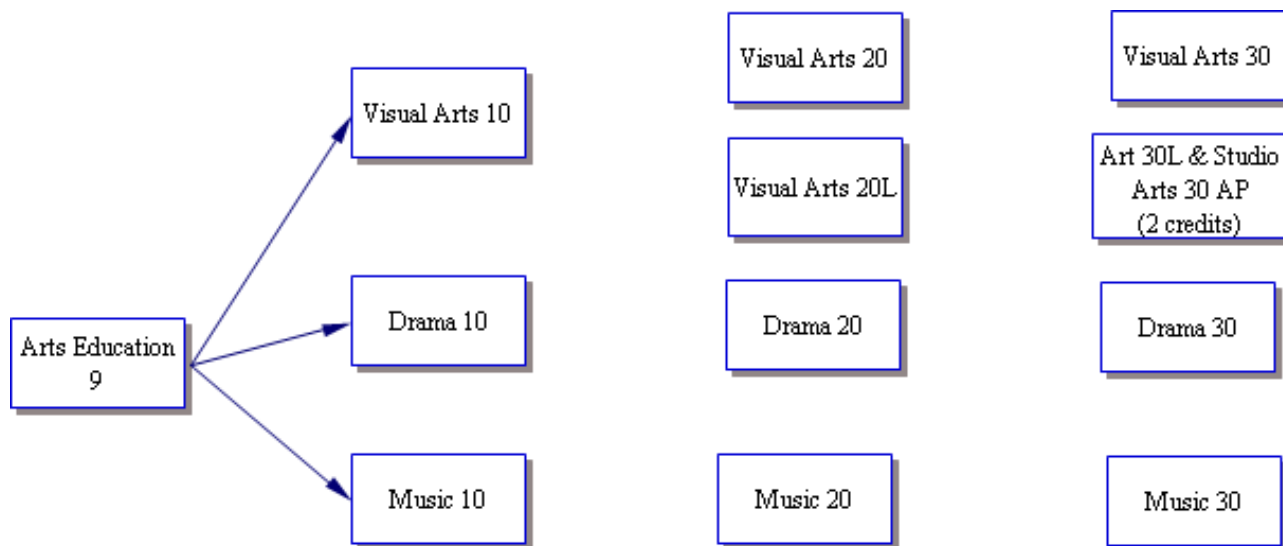 Visual Arts 20
Visual Arts 30
Visual Arts 10
Art 30L & Studio
Arts 30 AP
(2 credits)
Visual Arts 20L
Drama 10
Drama 20
Drama 30
Arts Education
9
Music 10
Music 20
Music 30